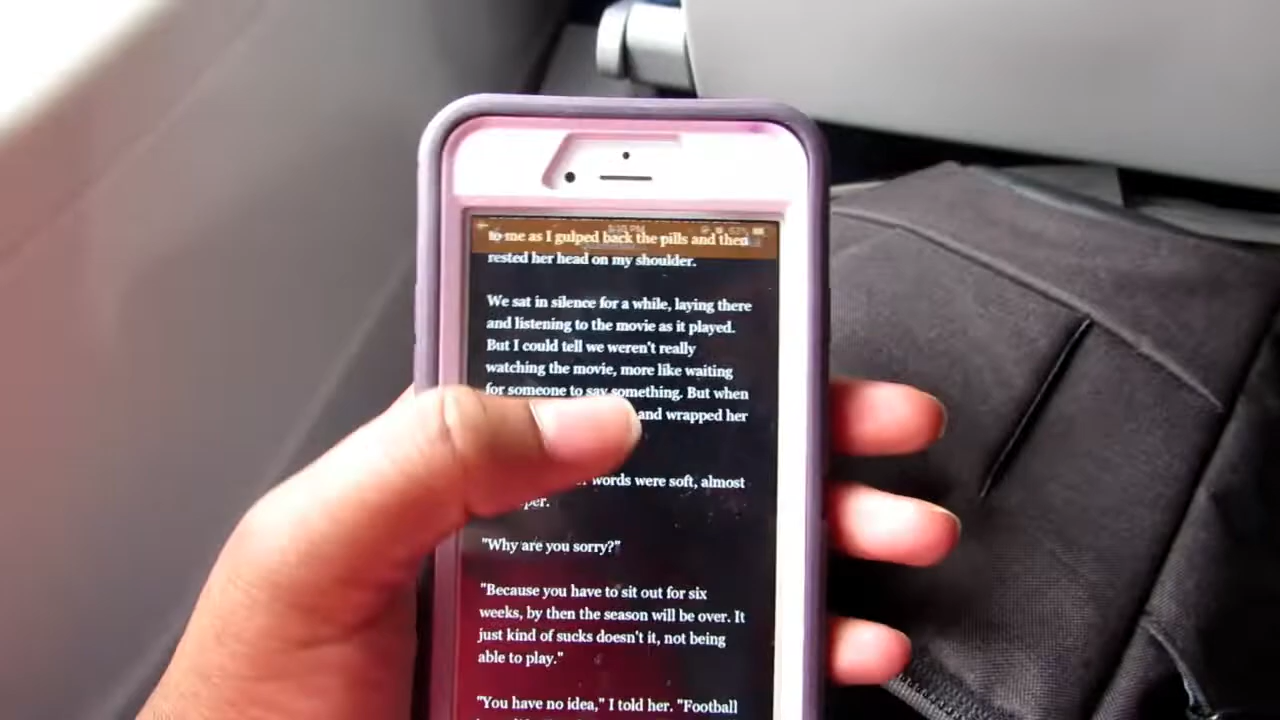 to me as I gulped back the pills and then
rested her head on my shoulder.
We sat in silence for a while, laying there
and listening to the movie as it played.
But I could tell we weren't really
watching the movie, more like waiting
for someone to say something. But when
and wrapped her
words were soft, almost
"Why are you sorry?"
"Because you have to sit out for six
weeks, by then the season will be over. It
just kind of sucks doesn't it, not being
able to play."
"You have no idea," I told her. "Football